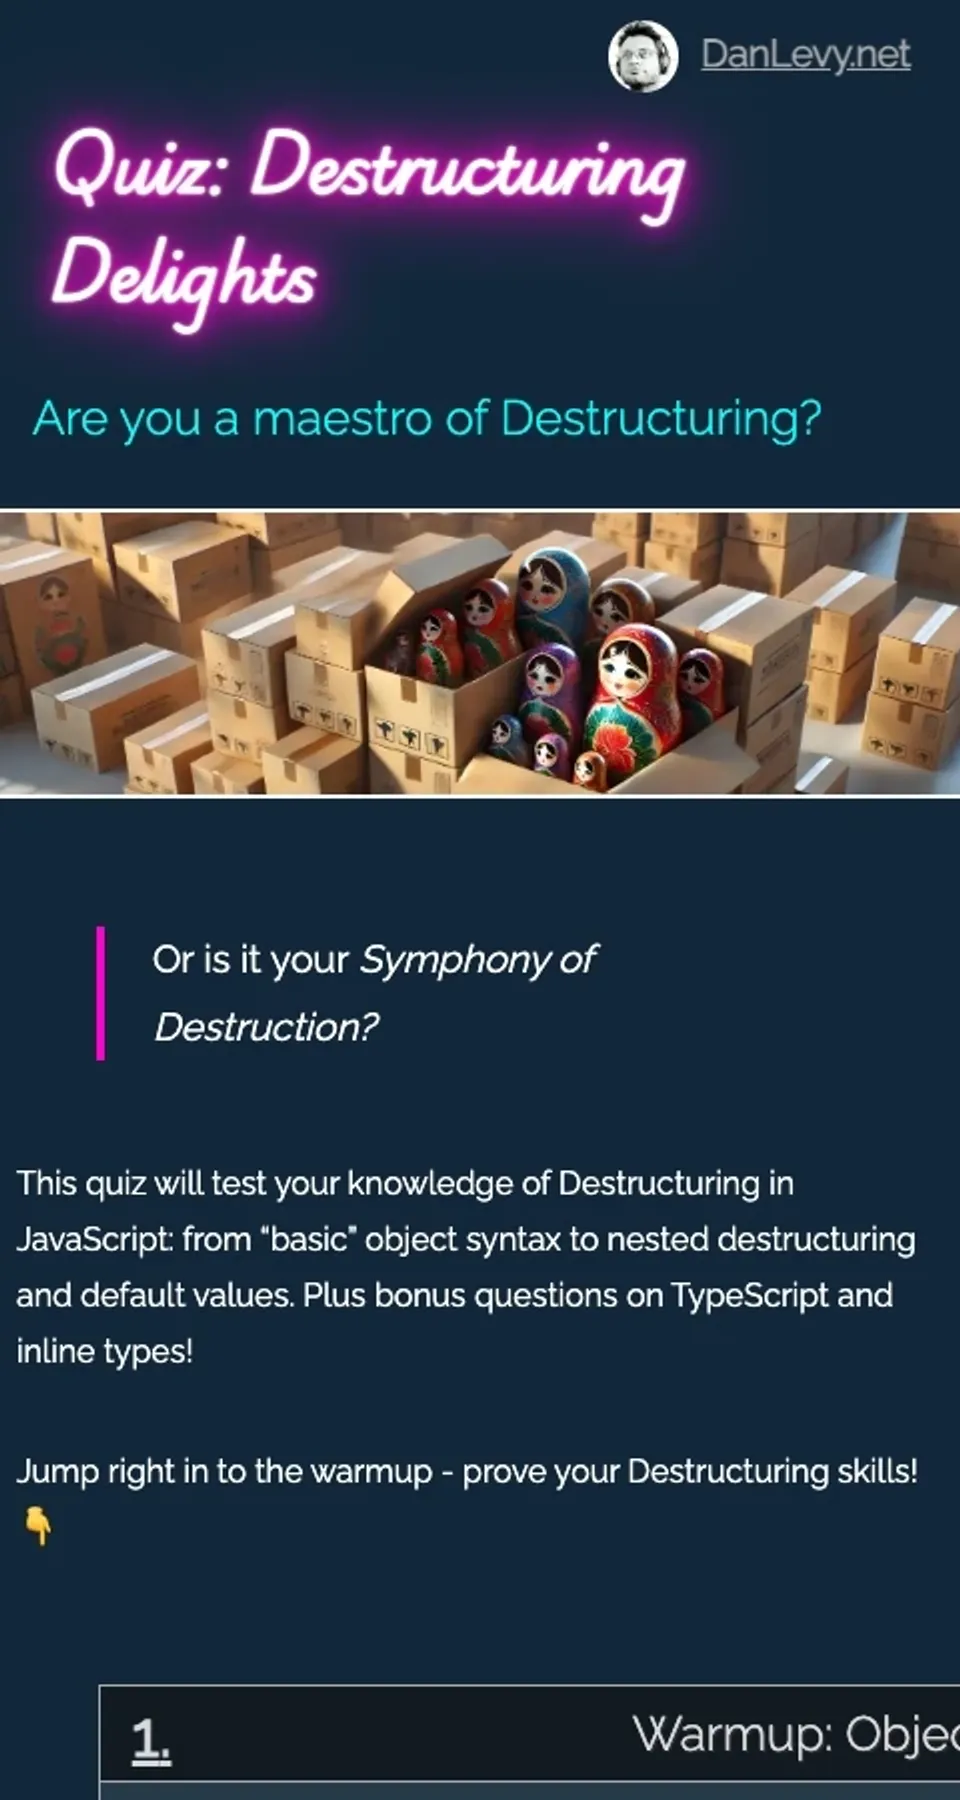 DanLevy.net
Quiz: Destructuring
Delights
Are you a maestro of Destructuring?
Or is it your Symphony of
Destruction?
This quiz will test your knowledge of Destructuring in
JavaScript: from “basic” object syntax to nested destructuring
and default values. Plus bonus questions on TypeScript and
inline types!
Jump right in to the warmup - prove your Destructuring skills!
👇
1. Warmup: Objec